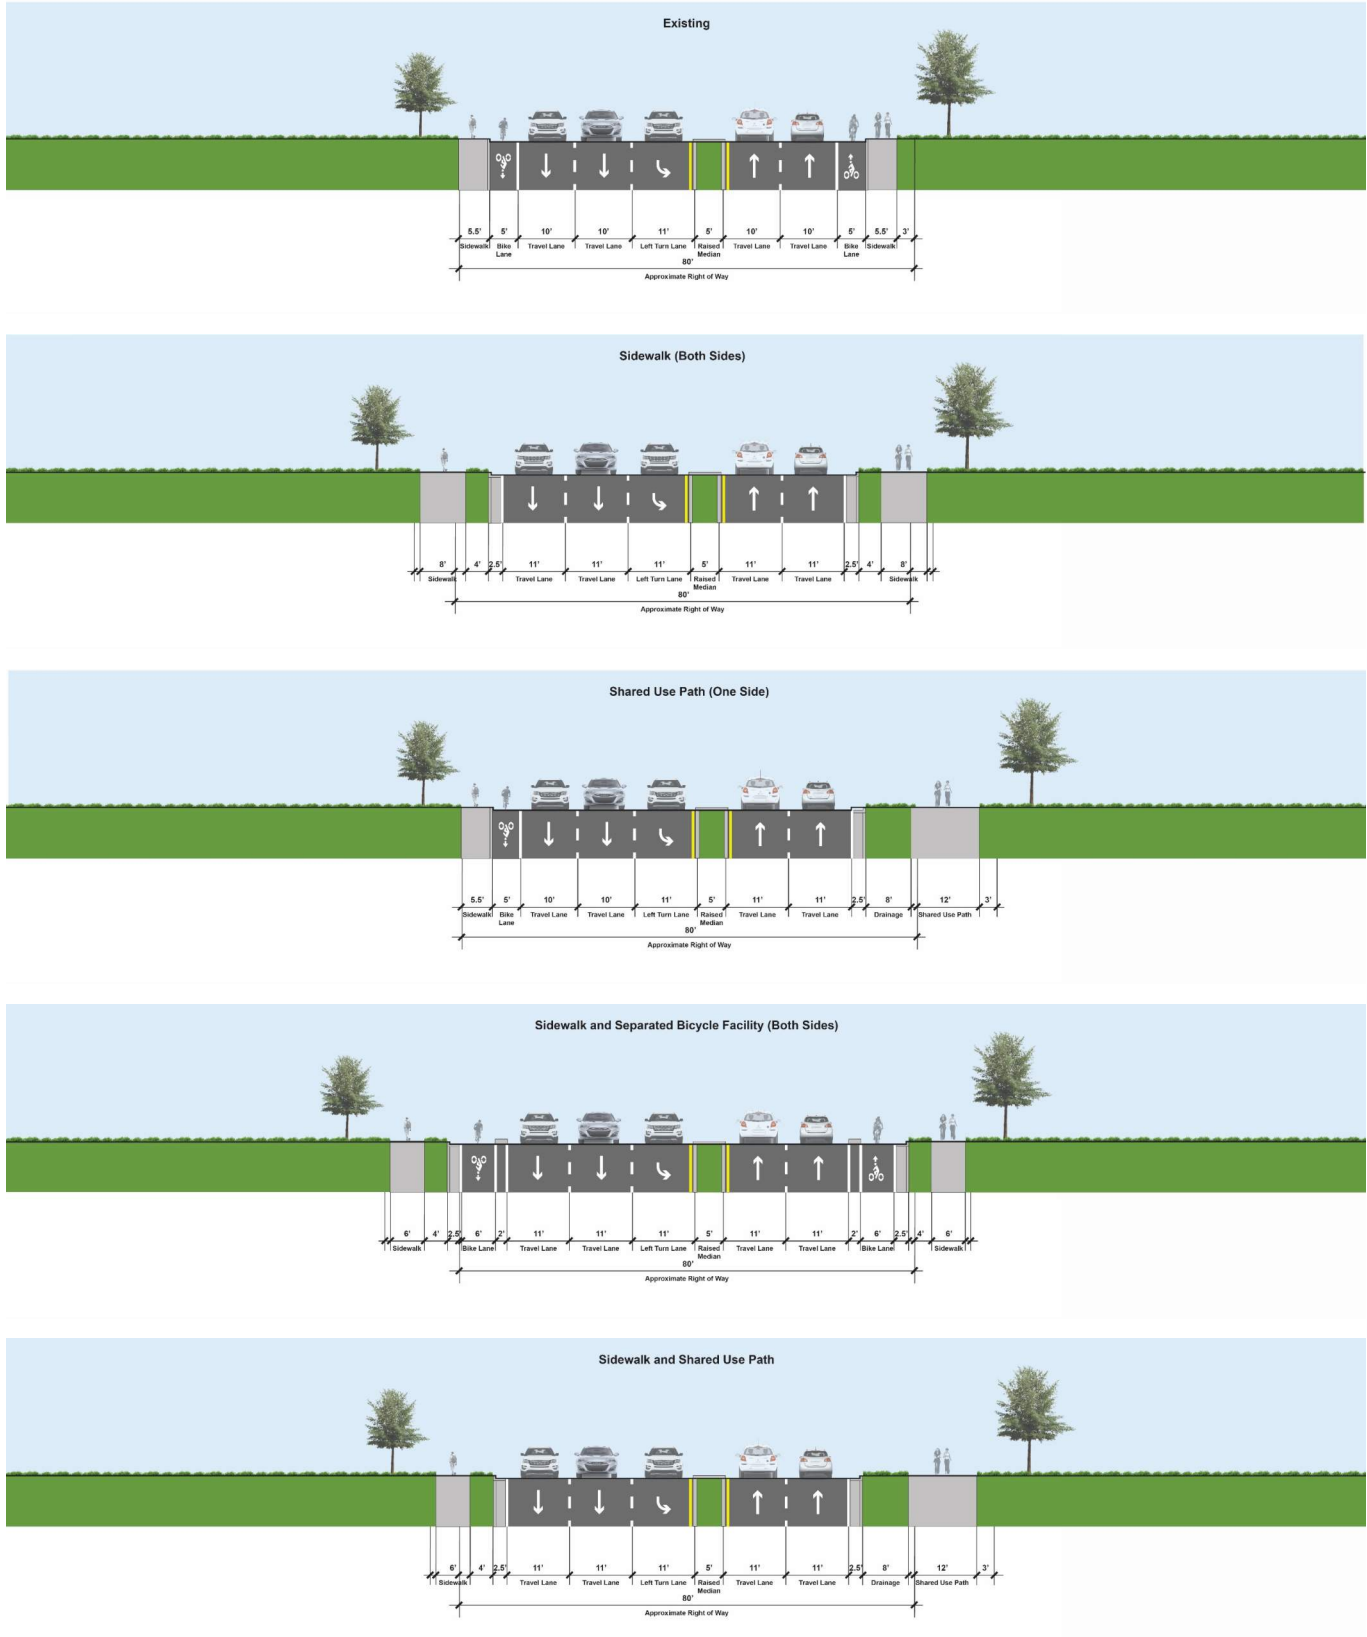 Existing
5.5' 5' 10' 10' 11' 5' 10' 10' 5' 5.5' 3'
Sidewalk Bike Travel Lane Travel Lane Left Turn Lane Raised Travel Lane Travel Lane Bike Sidewalk
Lane Median Lane
80'
Approximate Right of Way
Sidewalk (Both Sides)
8' 4' 2.5' 11' 11' 11' 5' 11' 11' 2.5' 4' 8'
Sidewalk Travel Lane Travel Lane Left Turn Lane Raised Travel Lane Travel Lane Sidewalk
Median
80'
Approximate Right of Way
Shared Use Path (One Side)
5.5' 5' 10' 10' 11' 5' 11' 11' 2.5' 8' 12' 3'
Sidewalk Bike Travel Lane Travel Lane Left Turn Lane Raised Travel Lane Travel Lane Drainage Shared Use Path
Lane Median
80'
Approximate Right of Way
Sidewalk and Separated Bicycle Facility (Both Sides)
6' 4' 2.5' 6' 2' 11' 11' 11' 5' 11' 11' 2' 6' 2.5' 4' 6'
Sidewalk Bike Lane Travel Lane Travel Lane Left Turn Lane Raised Travel Lane Travel Lane Bike Lane Sidewalk
Median
80'
Approximate Right of Way
Sidewalk and Shared Use Path
6' 4' 2.5' 11' 11' 11' 5' 11' 11' 2.5' 8' 12' 3'
Sidewalk Travel Lane Travel Lane Left Turn Lane Raised Travel Lane Travel Lane Drainage Shared Use Path
Median
80'
Approximate Right of Way